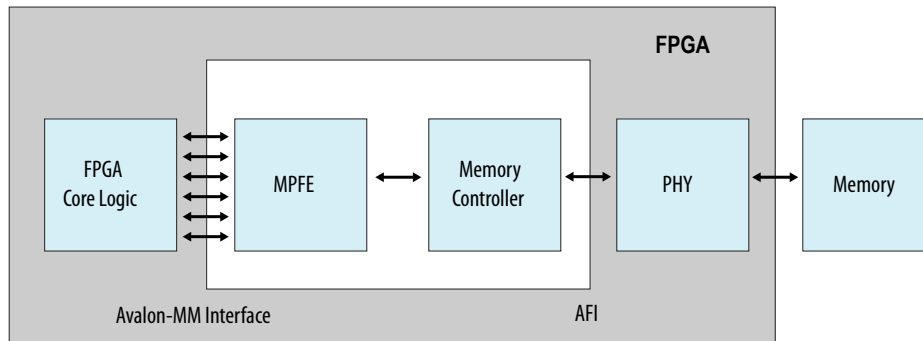 FPGA
FPGA
Core Logic
MPFE
Memory
Controller
PHY
Memory
Avalon-MM Interface
AFI